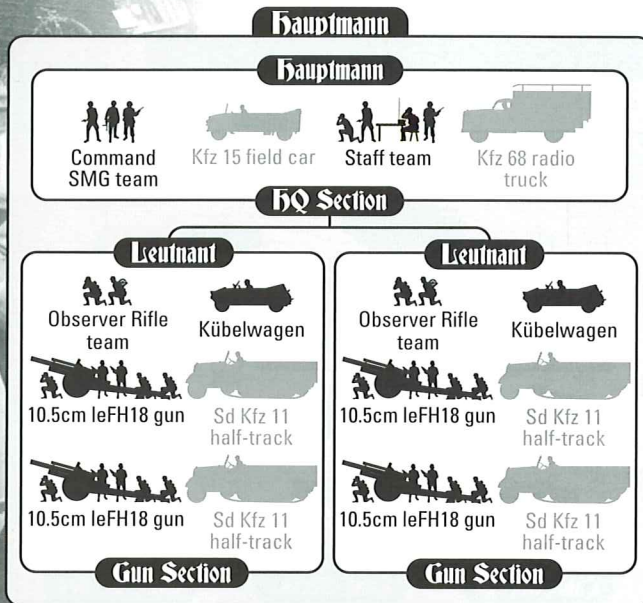 Hauptmann
Hauptmann
Command
SMG team
Kfz 15 field car
Staff team
Kfz 68 radio
truck
HQ Section
Leutnant
Observer Rifle
team
Kübelwagen
10.5cm leFH18 gun
Sd Kfz 11
half-track
10.5cm leFH18 gun
Sd Kfz 11
half-track
Gun Section
Leutnant
Observer Rifle
team
Kübelwagen
10.5cm leFH18 gun
Sd Kfz 11
half-track
10.5cm leFH18 gun
Sd Kfz 11
half-track
Gun Section